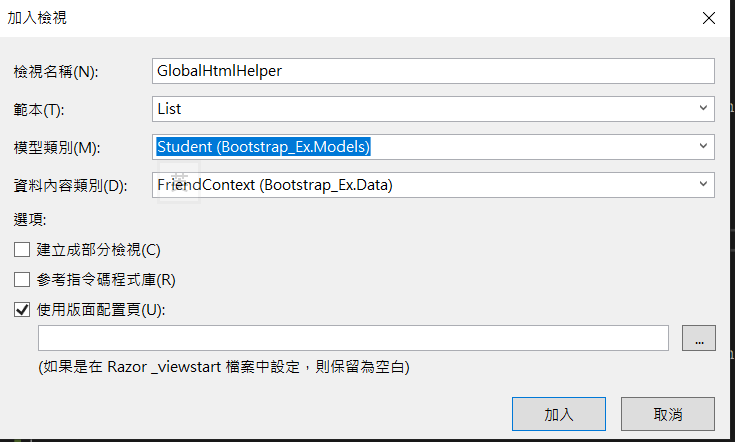 加入檢視
檢視名稱(N): GlobalHtmlHelper
範本(T): List
模型類別(M): Student (Bootstrap_Ex.Models)
資料內容類別(D): FriendContext (Bootstrap_Ex.Data)
英
選項:
建立成部分檢視(C)
參考指令碼程式庫(R)
使用版面配置頁(U):
...
(如果是在 Razor _viewstart 檔案中設定，則保留為空白)
加入 取消